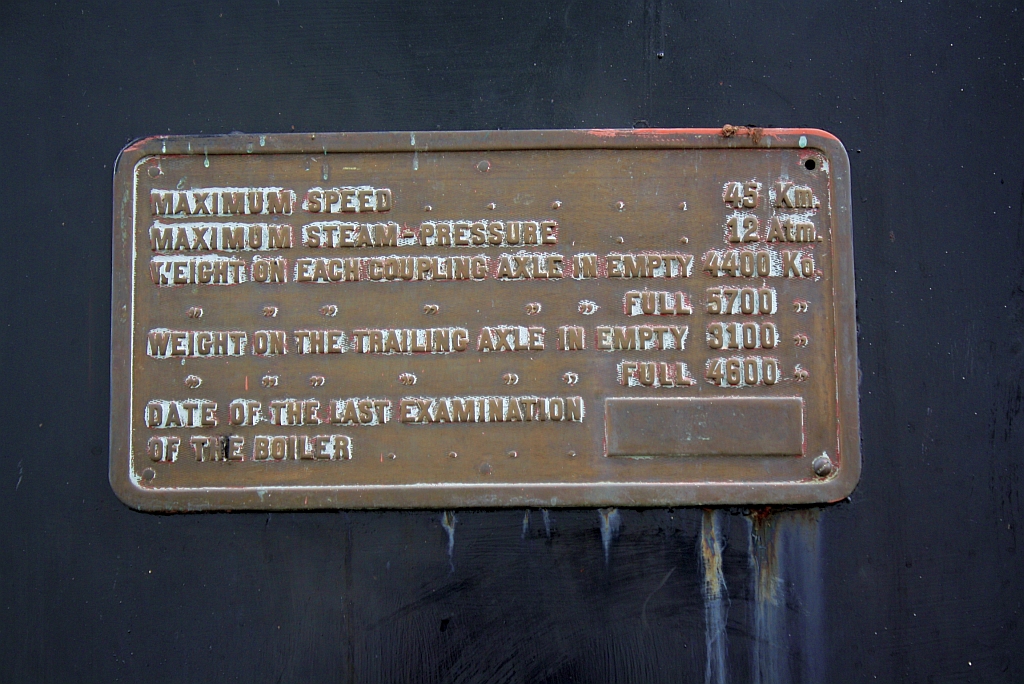 MAXIMUM SPEED . . . . . 45 Km.
MAXIMUM STEAM-PRESSURE . . . 12 Atm.
WEIGHT ON EACH COUPLING AXLE IN EMPTY 4400 Ko.
" " " " " " FULL 5700 "
WEIGHT ON THE TRAILING AXLE IN EMPTY 3100 "
" " " " " " FULL 4600 "
DATE OF THE LAST EXAMINATION
OF THE BOILER . . . .